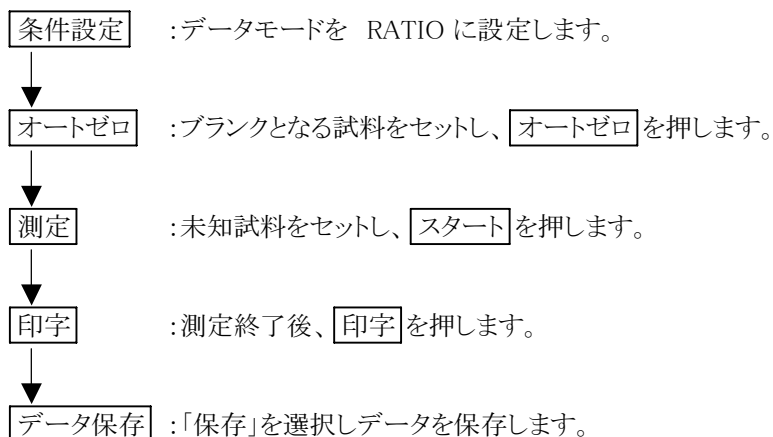 条件設定 :データモードを RATIO に設定します。
オートゼロ :ブランクとなる試料をセットし、オートゼロを押します。
測定 :未知試料をセットし、スタートを押します。
印字 :測定終了後、印字を押します。
データ保存 :「保存」を選択しデータを保存します。